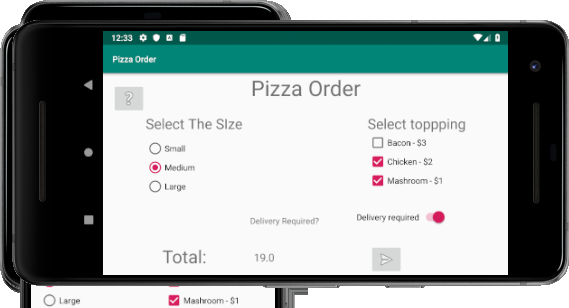 12:33
Pizza Order
Pizza Order
?
Select The SIze
Small
Medium
Large
Select toppping
Bacon - $3
Chicken - $2
Mashroom - $1
Delivery Required?
Delivery required
Total: 19.0
Large
Mashroom - $1